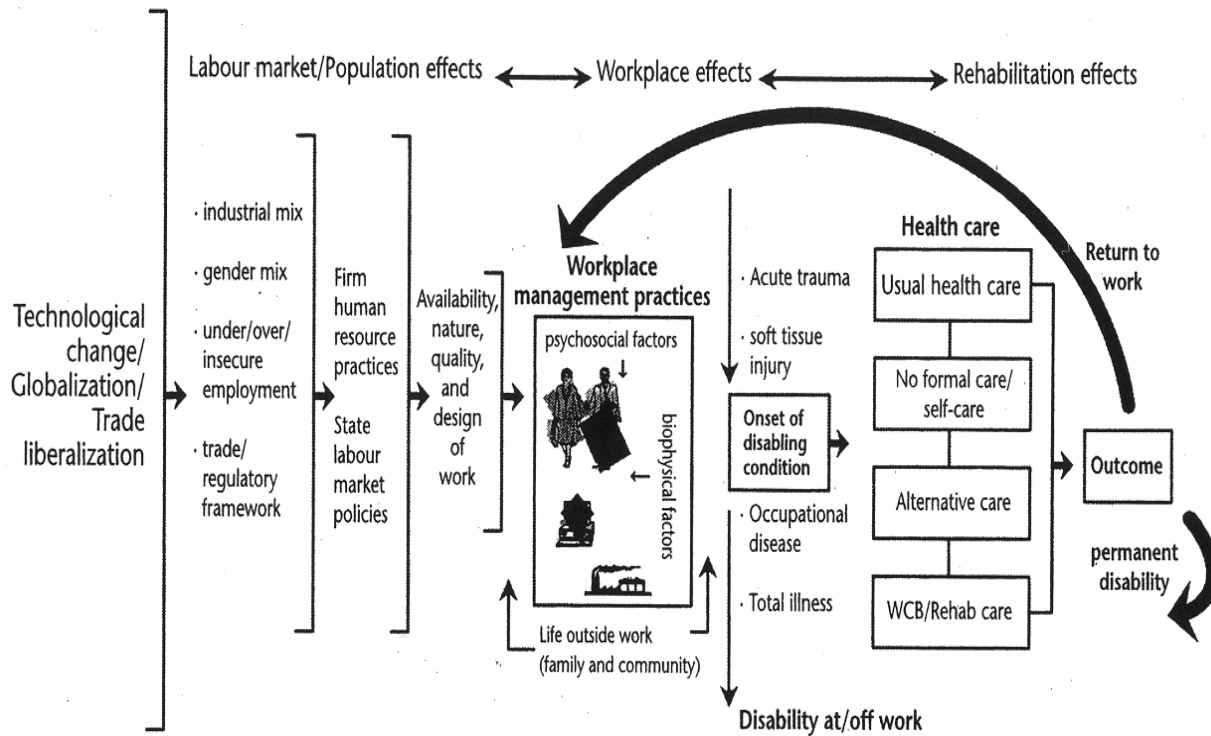 Labour market/Population effects
Workplace effects
Rehabilitation effects
Technological
change/
Globalization/
Trade
liberalization
· industrial mix
· gender mix
· under/over/
insecure
employment
· trade/
regulatory
framework
Firm
human
resource
practices
State
labour
market
policies
Availability,
nature,
quality,
and
design
of
work
Workplace
management practices
psychosocial factors
biophysical factors
Life outside work
(family and community)
· Acute trauma
· soft tissue
injury
Onset of
disabling
condition
· Occupational
disease
· Total illness
Disability at/off work
Health care
Usual health care
No formal care/
self-care
Alternative care
WCB/Rehab care
Return to
work
Outcome
permanent
disability